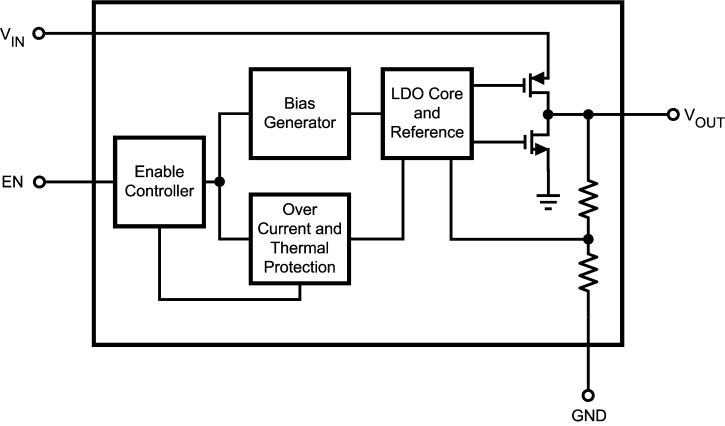 VIN
Bias
Generator
LDO Core
and
Reference
VOUT
EN
Enable
Controller
Over
Current and
Thermal
Protection
GND